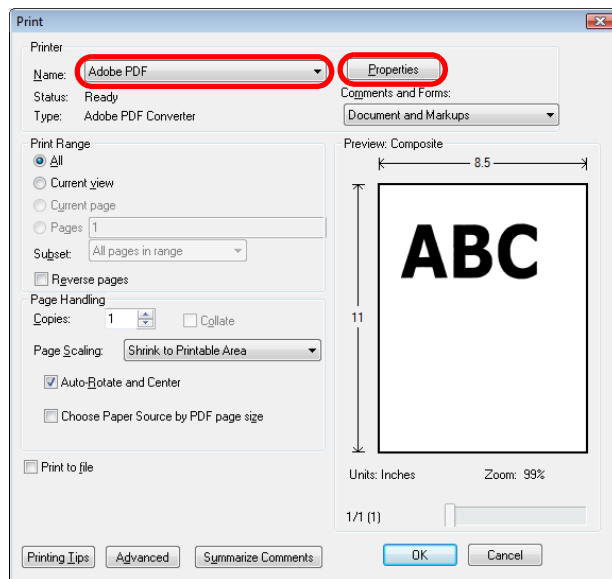 Print
Printer
Name: Adobe PDF Properties
Status: Ready Comments and Forms:
Type: Adobe PDF Converter Document and Markups
Print Range Preview: Composite
All 8.5
Current view
Current page
Pages 1
Subset: All pages in range
Reverse pages
ABC
Page Handling
Copies: 1 Collate
11
Page Scaling: Shrink to Printable Area
Auto-Rotate and Center
Choose Paper Source by PDF page size
Print to file
Units: Inches Zoom: 99%
1/1 (1)
Printing Tips Advanced Summarize Comments OK Cancel